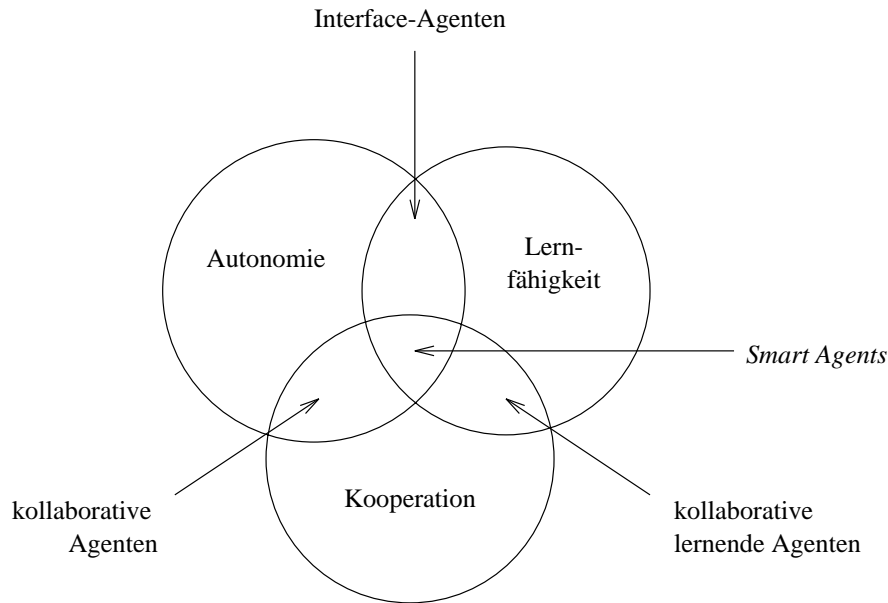 Interface-Agenten
Autonomie
Lern-
fähigkeit
Smart Agents
Kooperation
kollaborative
Agenten
kollaborative
lernende Agenten